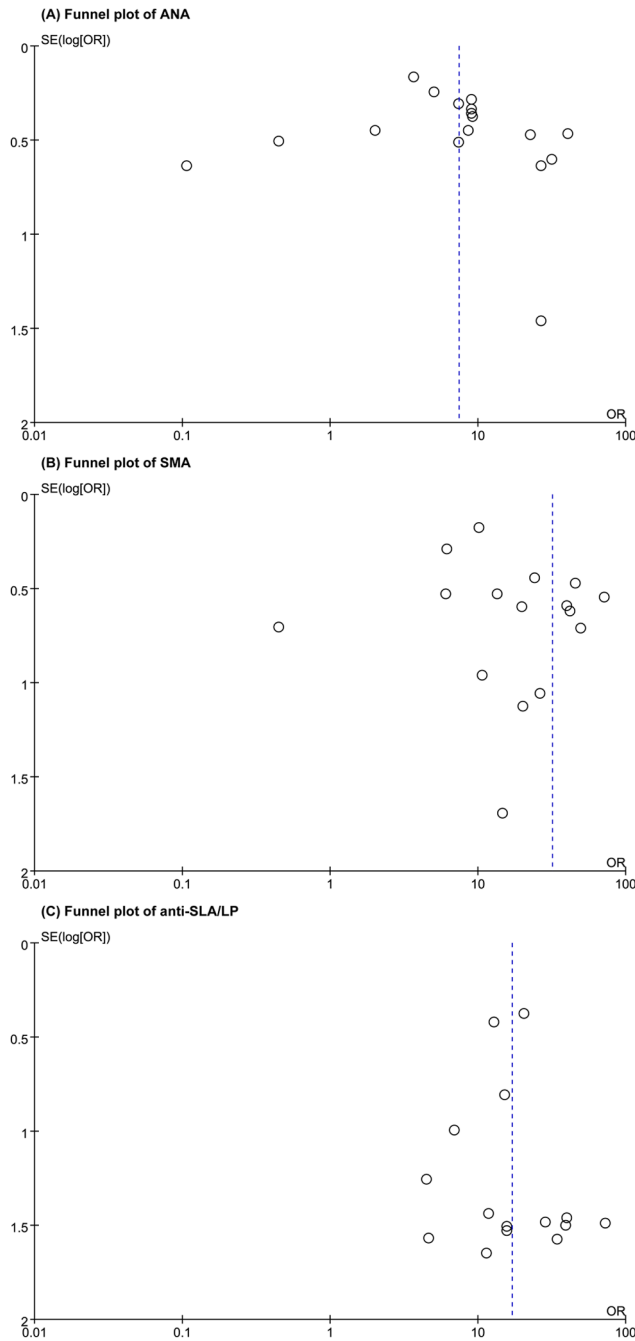 (A) Funnel plot of ANA
SE(log[OR])
0
0.5
1
1.5
2
OR
0.01 0.1 1 10 100
(B) Funnel plot of SMA
SE(log[OR])
0
0.5
1
1.5
2
OR
0.01 0.1 1 10 100
(C) Funnel plot of anti-SLA/LP
SE(log[OR])
0
0.5
1
1.5
2
OR
0.01 0.1 1 10 100